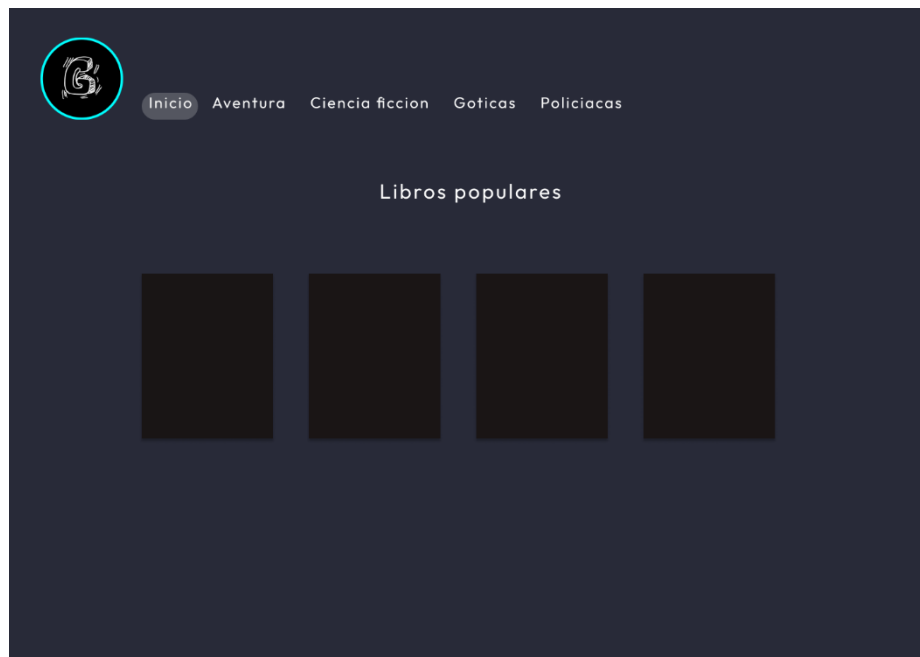 G
Inicio Aventura Ciencia ficcion Goticas Policiacas
Libros populares